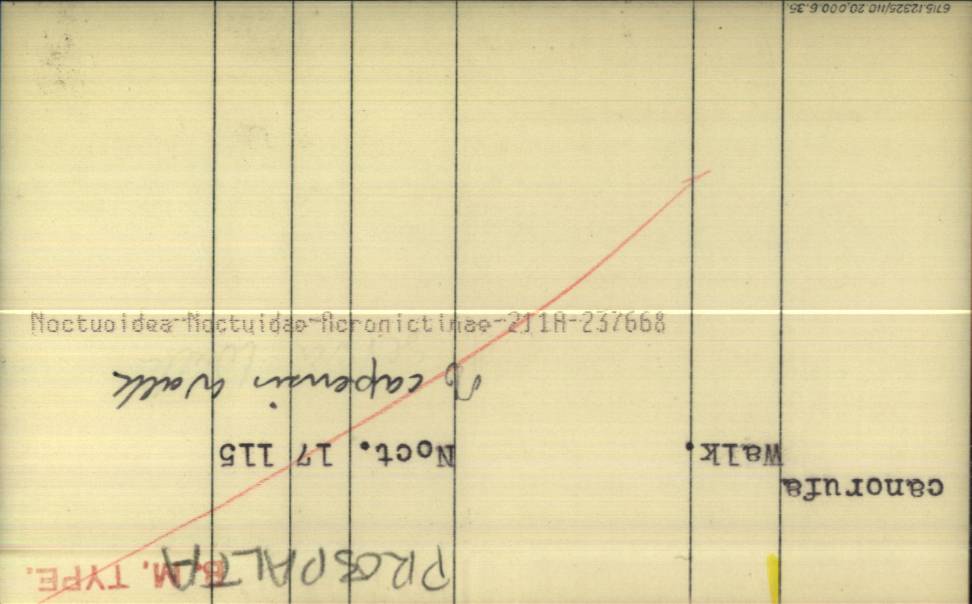 PROSPALTA B.M. TYPE.
canorufa
Walk. Noct. 17 115
capensis Walk
Noctuoidea-Noctuidae-Acronictinae-211A-237668
6715.12325/110 20,000.6.35.